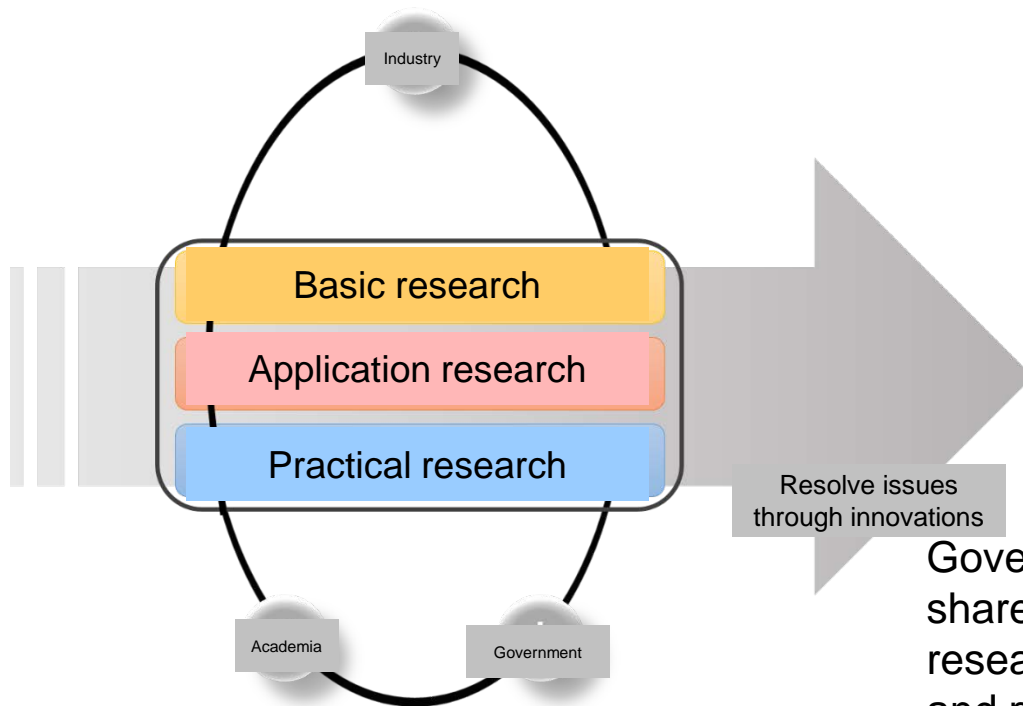 Industry
Basic research
Application research
Practical research
Resolve issues
through innovations
Academia
Government